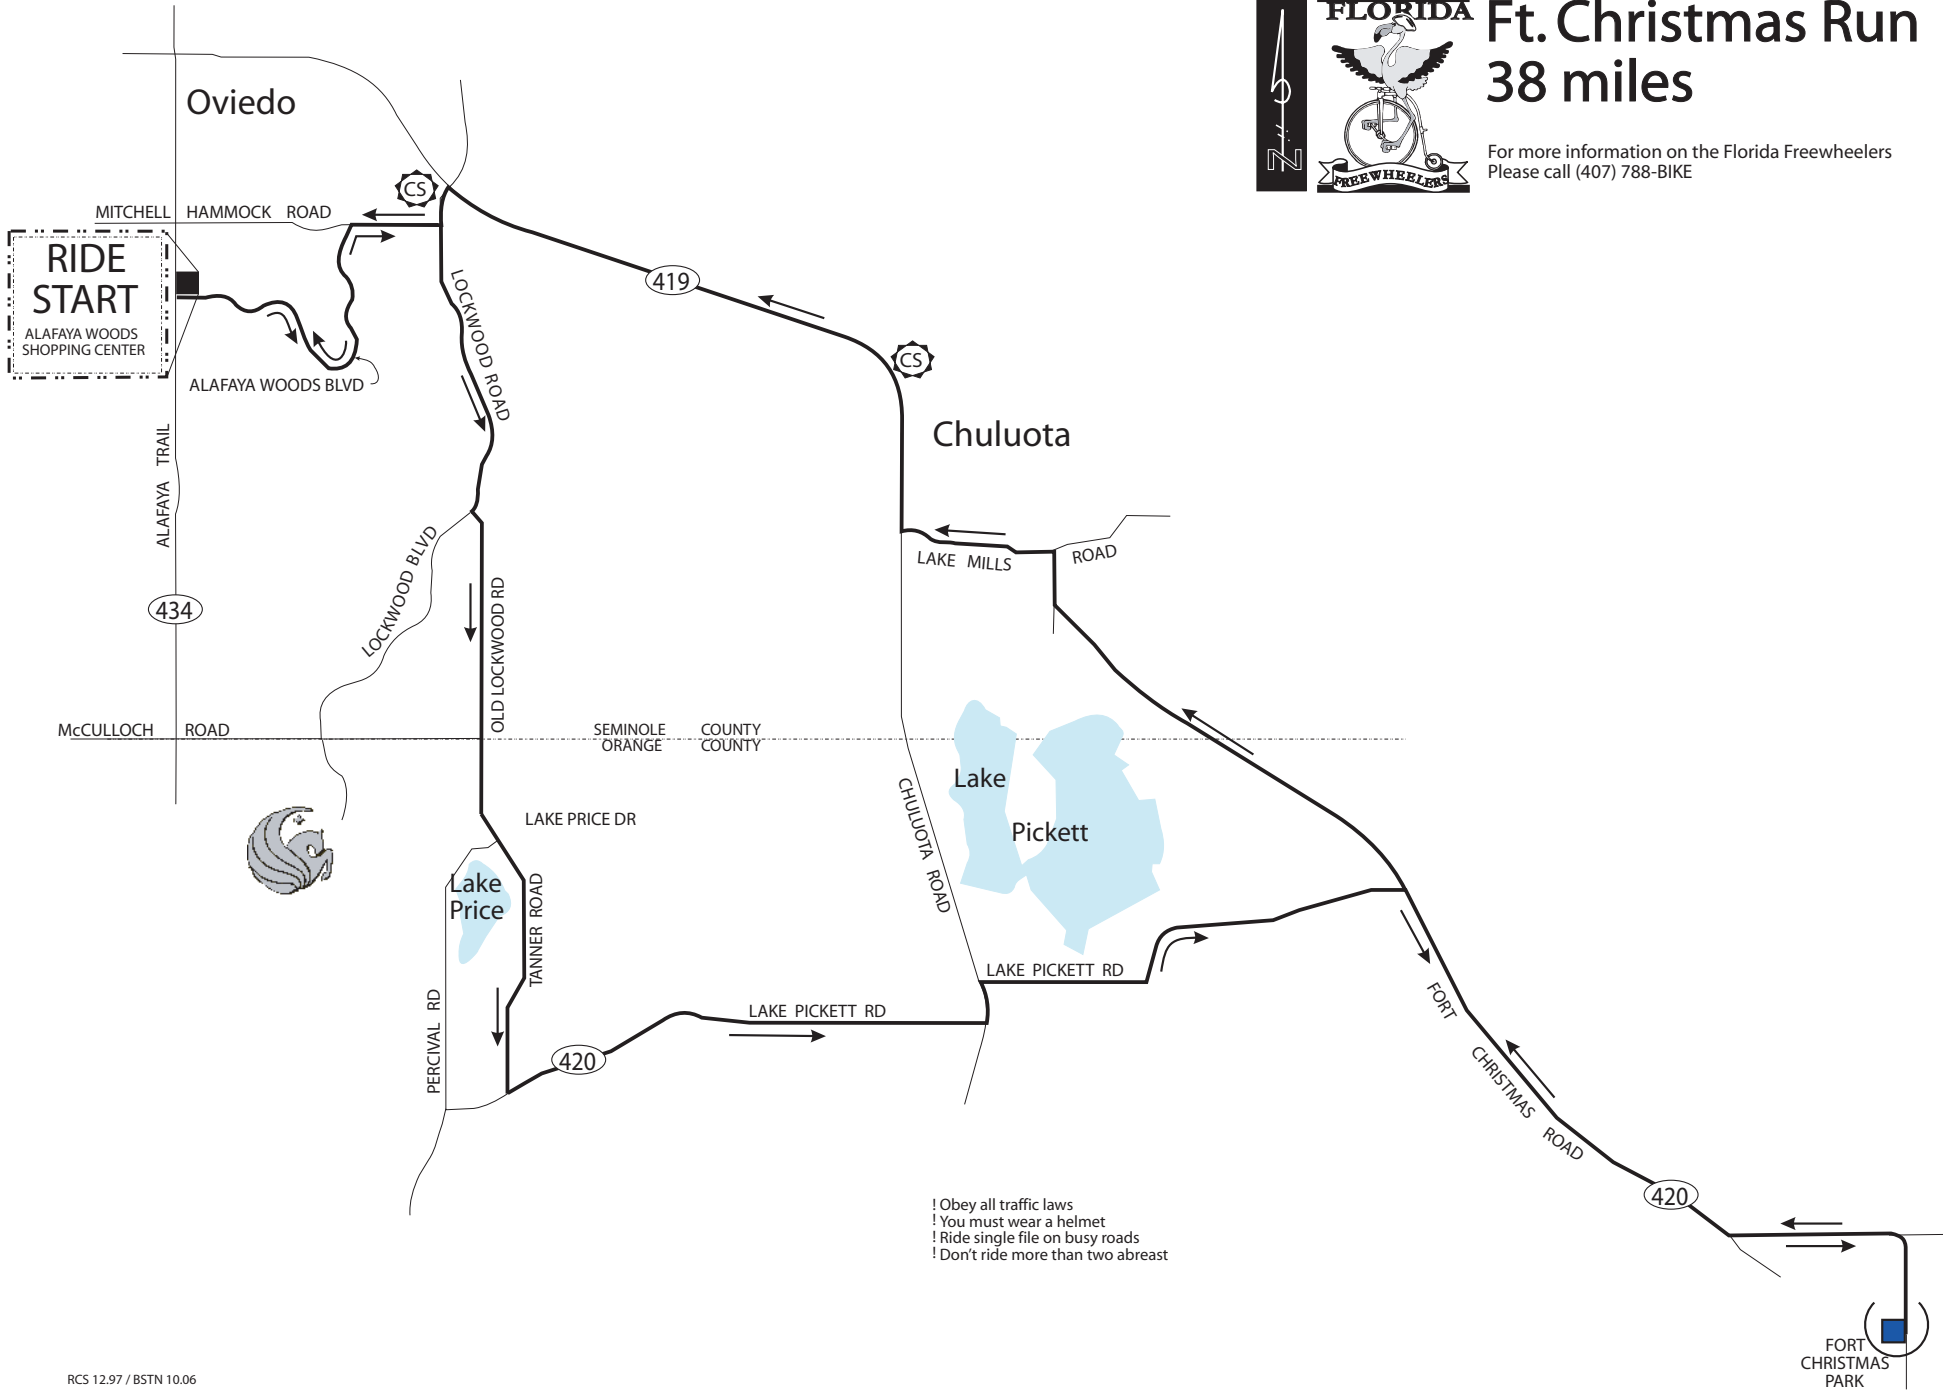 FLORIDA
FREEWHEELERS
N
Ft. Christmas Run
38 miles
For more information on the Florida Freewheelers
Please call (407) 788-BIKE
Oviedo
CS
MITCHELL HAMMOCK ROAD
RIDE
START
ALAFAYA WOODS
SHOPPING CENTER
ALAFAYA WOODS BLVD
ALAFAYA TRAIL
434
LOCKWOOD ROAD
419
CS
Chuluota
LAKE MILLS ROAD
LOCKWOOD BLVD
OLD LOCKWOOD RD
McCULLOCH ROAD
SEMINOLE COUNTY
ORANGE COUNTY
CHULUOTA ROAD
Lake
Pickett
LAKE PRICE DR
Lake
Price
TANNER ROAD
PERCIVAL RD
LAKE PICKETT RD
LAKE PICKETT RD
420
FORT CHRISTMAS ROAD
420
! Obey all traffic laws
! You must wear a helmet
! Ride single file on busy roads
! Don't ride more than two abreast
FORT
CHRISTMAS
PARK
RCS 12.97 / BSTN 10.06